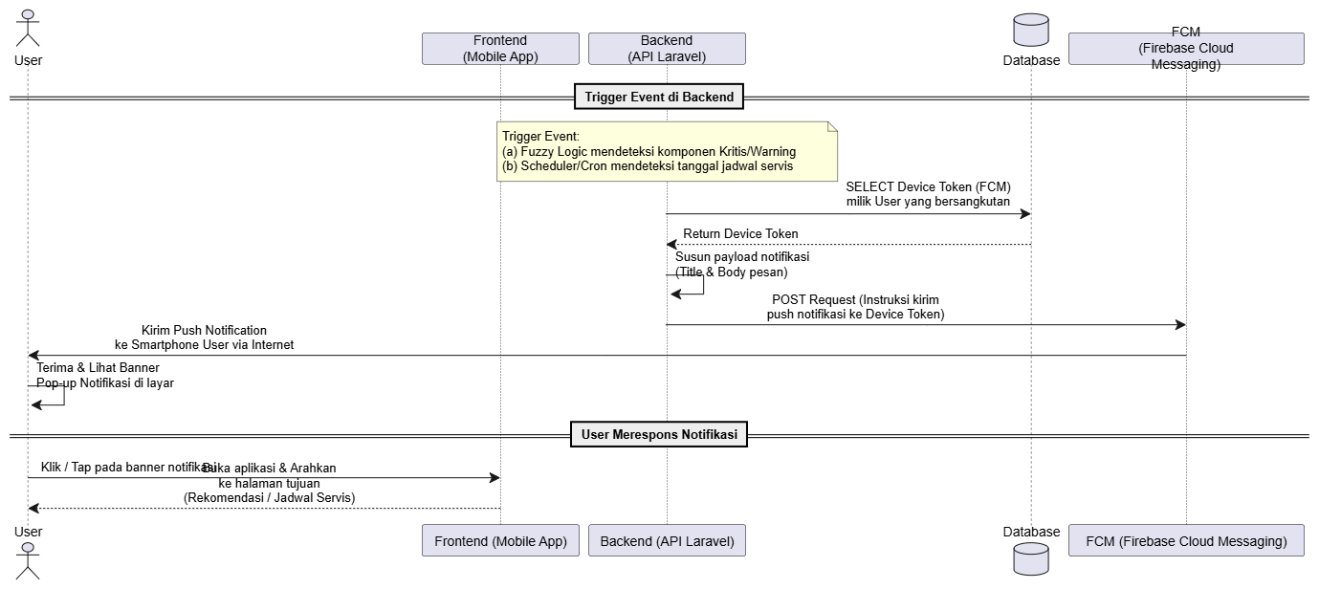 User
Frontend
(Mobile App)
Backend
(API Laravel)
Database
FCM
(Firebase Cloud
Messaging)
Trigger Event di Backend
Trigger Event:
(a) Fuzzy Logic mendeteksi komponen Kritis/Warning
(b) Scheduler/Cron mendeteksi tanggal jadwal servis
SELECT Device Token (FCM)
milik User yang bersangkutan
Return Device Token
Susun payload notifikasi
(Title & Body pesan)
POST Request (Instruksi kirim
push notifikasi ke Device Token)
Kirim Push Notification
ke Smartphone User via Internet
Terima & Lihat Banner
Pop-up Notifikasi di layar
User Merespons Notifikasi
Klik / Tap pada banner notifikasi
Buka aplikasi & Arahkan
ke halaman tujuan
(Rekomendasi / Jadwal Servis)
User
Frontend (Mobile App)
Backend (API Laravel)
Database
FCM (Firebase Cloud Messaging)